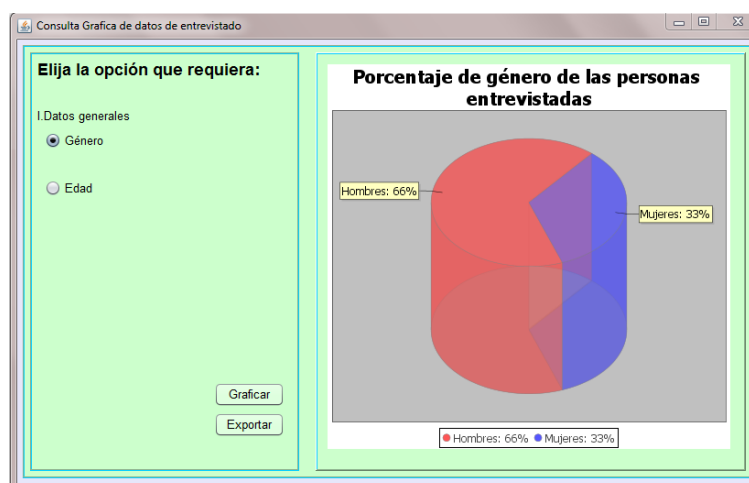 Consulta Grafica de datos de entrevistado
Elija la opción que requiera:
I.Datos generales
Género
Edad
Graficar
Exportar
Porcentaje de género de las personas
entrevistadas
Hombres: 66%
Mujeres: 33%
Hombres: 66% Mujeres: 33%